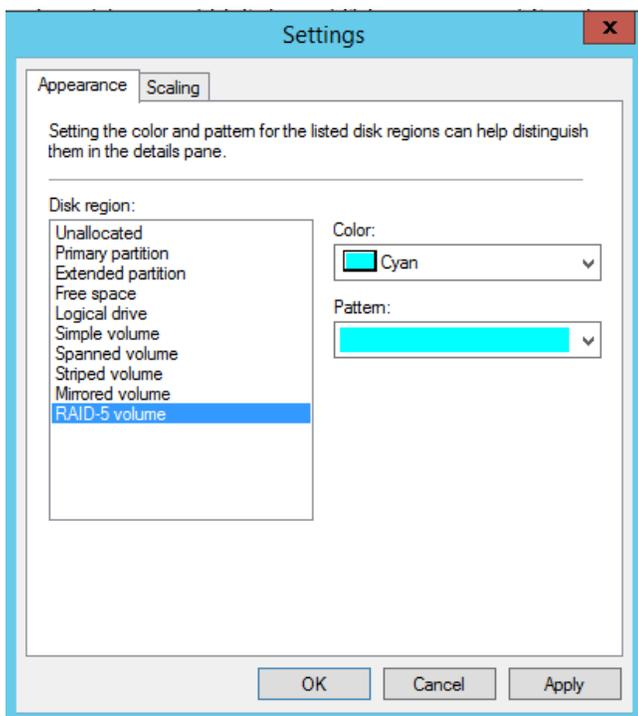 Settings
x
Appearance
Scaling
Setting the color and pattern for the listed disk regions can help distinguish
them in the details pane.
Disk region:
Unallocated
Primary partition
Extended partition
Free space
Logical drive
Simple volume
Spanned volume
Striped volume
Mirrored volume
RAID-5 volume
Color:
Cyan
Pattern:
OK
Cancel
Apply